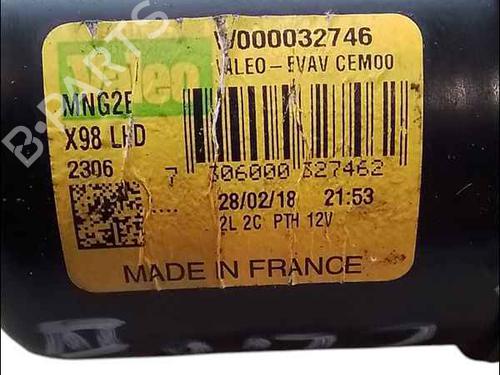 W000032746
Valeo
VALEO - EVAV CEM00
MNG2E
X98 LHD
2306
7 306000 327462
28/02/18 21:53
2L 2C PTH 12V
MADE IN FRANCE
B-PARTS